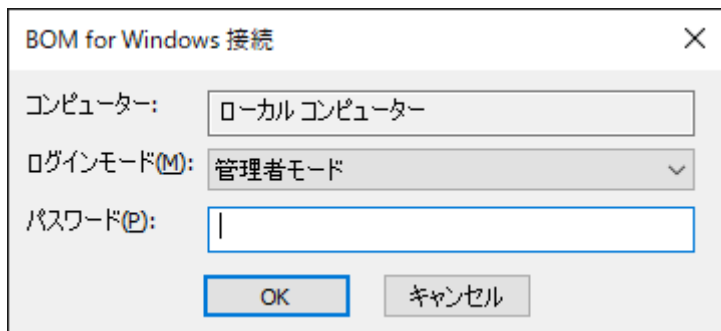 BOM for Windows 接続
コンピューター: ローカル コンピューター
ログインモード(M): 管理者モード
パスワード(P):
OK キャンセル